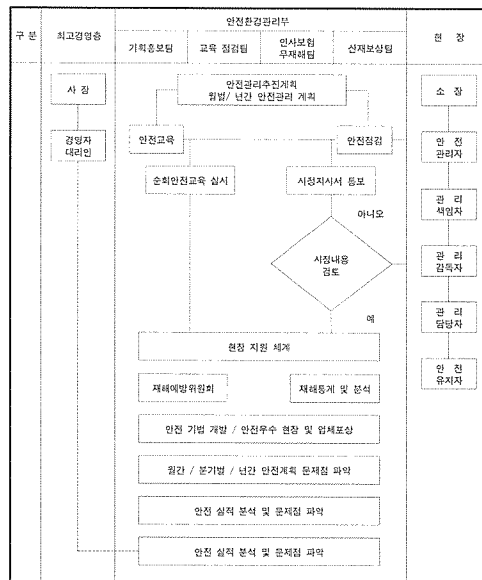 구 분
최고경영층
안전환경관리부
현 장
기획홍보팀
교육 점검팀
인사보험
무재해팀
산재보상팀
사 장
안전관리추진계획
월별/ 년간 안전관리 계획
소 장
경영자
대리인
안전교육
안전점검
안 전
관리자
순회안전교육 실시
시정지시서 통보
아니오
관 리
책임자
시정내용
검토
관 리
감독자
예
관 리
담당자
현장 지원 체계
재해예방위원회
재해통계 및 분석
안 전
유지자
안전 기법 개발 / 안전우수 현장 및 업체포상
월간 / 분기별 / 년간 안전계획 문제점 파악
안전 실적 분석 및 문제점 파악
안전 실적 분석 및 문제점 파악